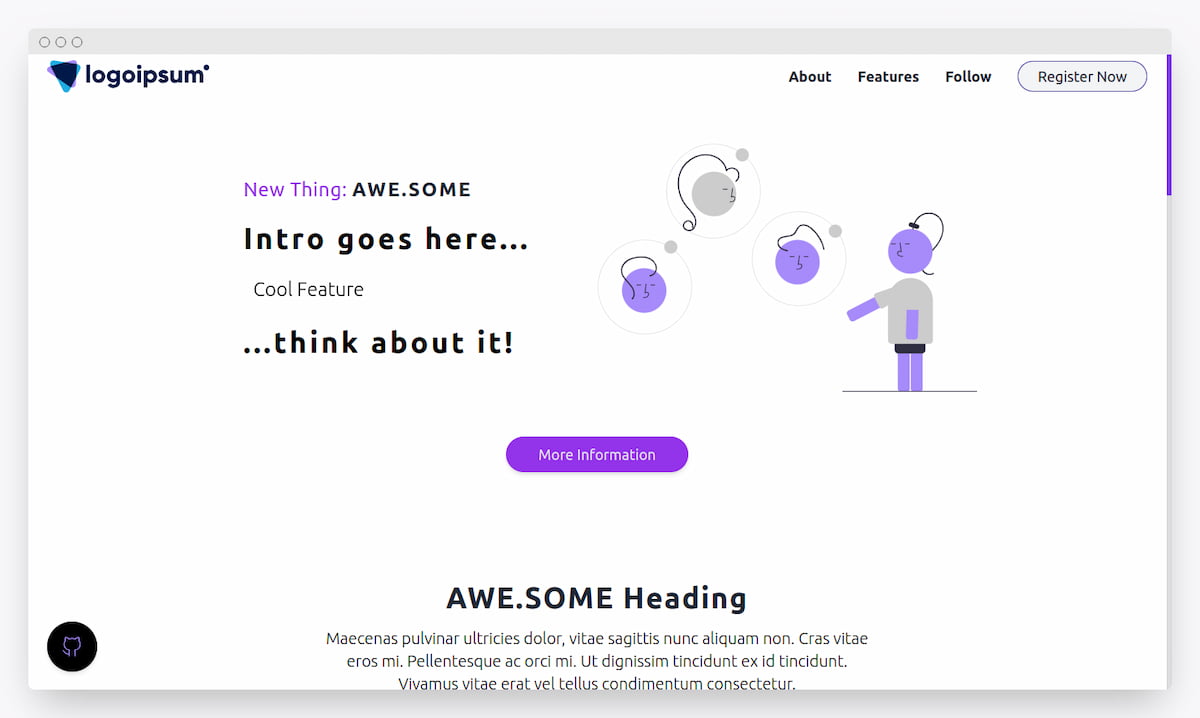 logoipsum
About
Features
Follow
Register Now
New Thing: AWE.SOME
Intro goes here...
Cool Feature
...think about it!
More Information
AWE.SOME Heading
Maecenas pulvinar ultricies dolor, vitae sagittis nunc aliquam non. Cras vitae
eros mi. Pellentesque ac orci mi. Ut dignissim tincidunt ex id tincidunt.
Vivamus vitae erat vel tellus condimentum consectetur.